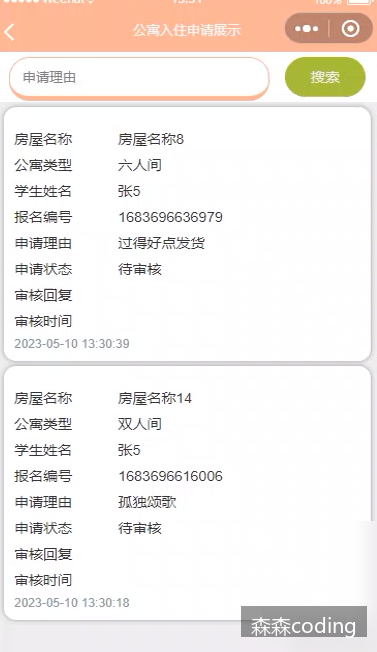 公寓入住申请展示
申请理由
搜索
房屋名称 房屋名称8
公寓类型 六人间
学生姓名 张5
报名编号 1683696636979
申请理由 过得好点发货
申请状态 待审核
审核回复
审核时间
2023-05-10 13:30:39
房屋名称 房屋名称14
公寓类型 双人间
学生姓名 张5
报名编号 1683696616006
申请理由 孤独颂歌
申请状态 待审核
审核回复
审核时间
2023-05-10 13:30:18
森森coding